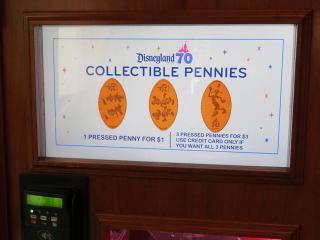 Disneyland 70
COLLECTIBLE PENNIES
1 PRESSED PENNY FOR $1
3 PRESSED PENNIES FOR $3
USE CREDIT CARD ONLY IF
YOU WANT ALL 3 PENNIES